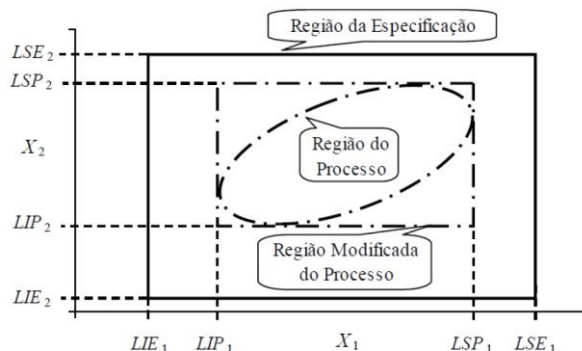 Região da Especificação
LSE₂
LSP₂
X₂
Região do
Processo
LIP₂
Região Modificada
do Processo
LIE₂
LIE₁ LIP₁ X₁ LSP₁ LSE₁